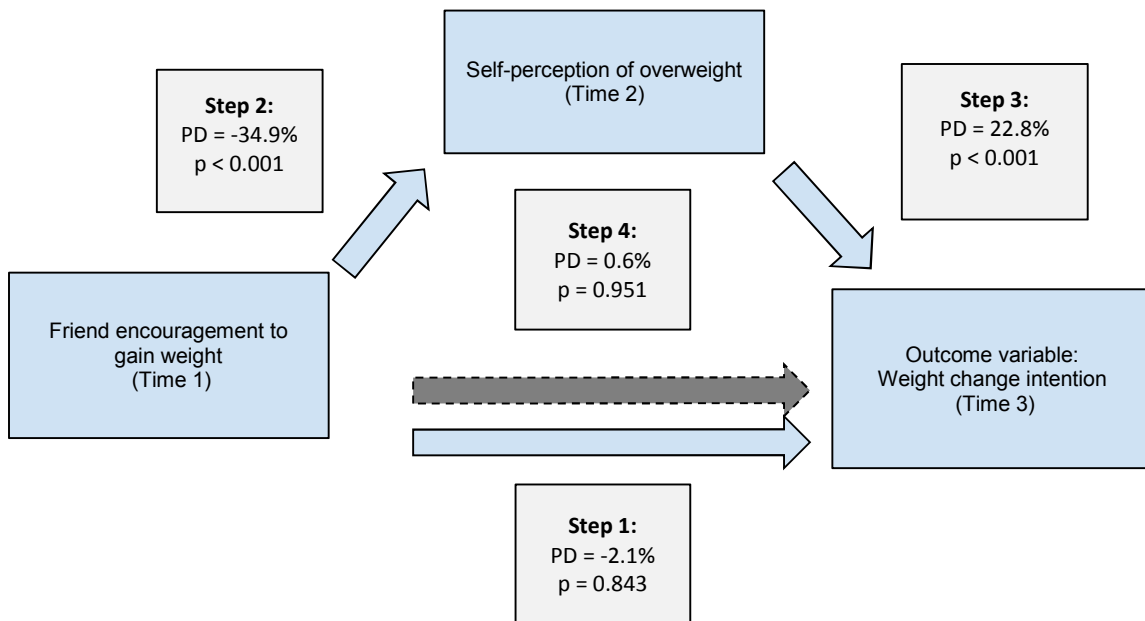 Self-perception of overweight
(Time 2)
Step 2:
PD = -34.9%
p < 0.001
Step 3:
PD = 22.8%
p < 0.001
Step 4:
PD = 0.6%
p = 0.951
Friend encouragement to
gain weight
(Time 1)
Outcome variable:
Weight change intention
(Time 3)
Step 1:
PD = -2.1%
p = 0.843